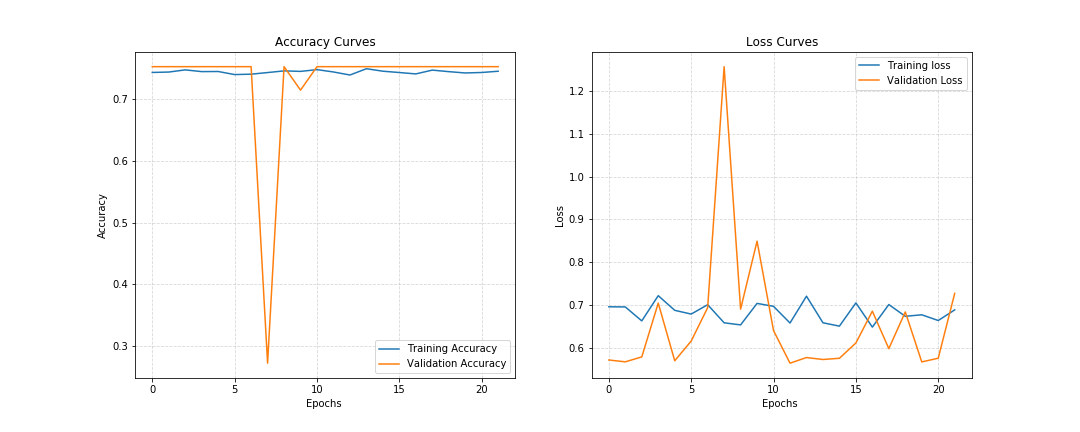 Accuracy Curves
0.7
0.6
0.5
0.4
0.3
Accuracy
0
5
10
15
20
Epochs
Training Accuracy
Validation Accuracy
Loss Curves
1.2
1.1
1.0
0.9
0.8
0.7
0.6
Loss
0
5
10
15
20
Epochs
Training loss
Validation Loss